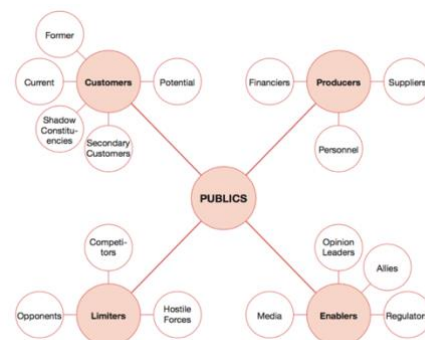 Former
Current
Customers
Potential
Shadow
Constitu-
encies
Secondary
Customers
Financiers
Producers
Suppliers
Personnel
PUBLICS
Competi-
tors
Opponents
Limiters
Hostile
Forces
Opinion
Leaders
Allies
Media
Enablers
Regulator